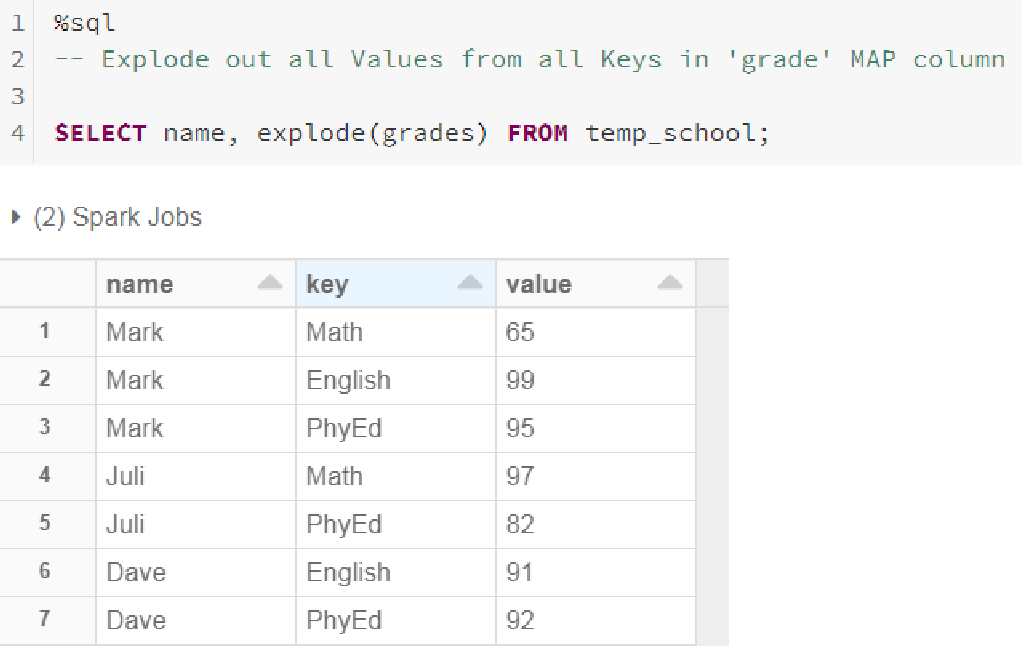 1 %sql
2 -- Explode out all Values from all Keys in 'grade' MAP column
3
4 SELECT name, explode(grades) FROM temp_school;
(2) Spark Jobs
name key value
1 Mark Math 65
2 Mark English 99
3 Mark PhyEd 95
4 Juli Math 97
5 Juli PhyEd 82
6 Dave English 91
7 Dave PhyEd 92